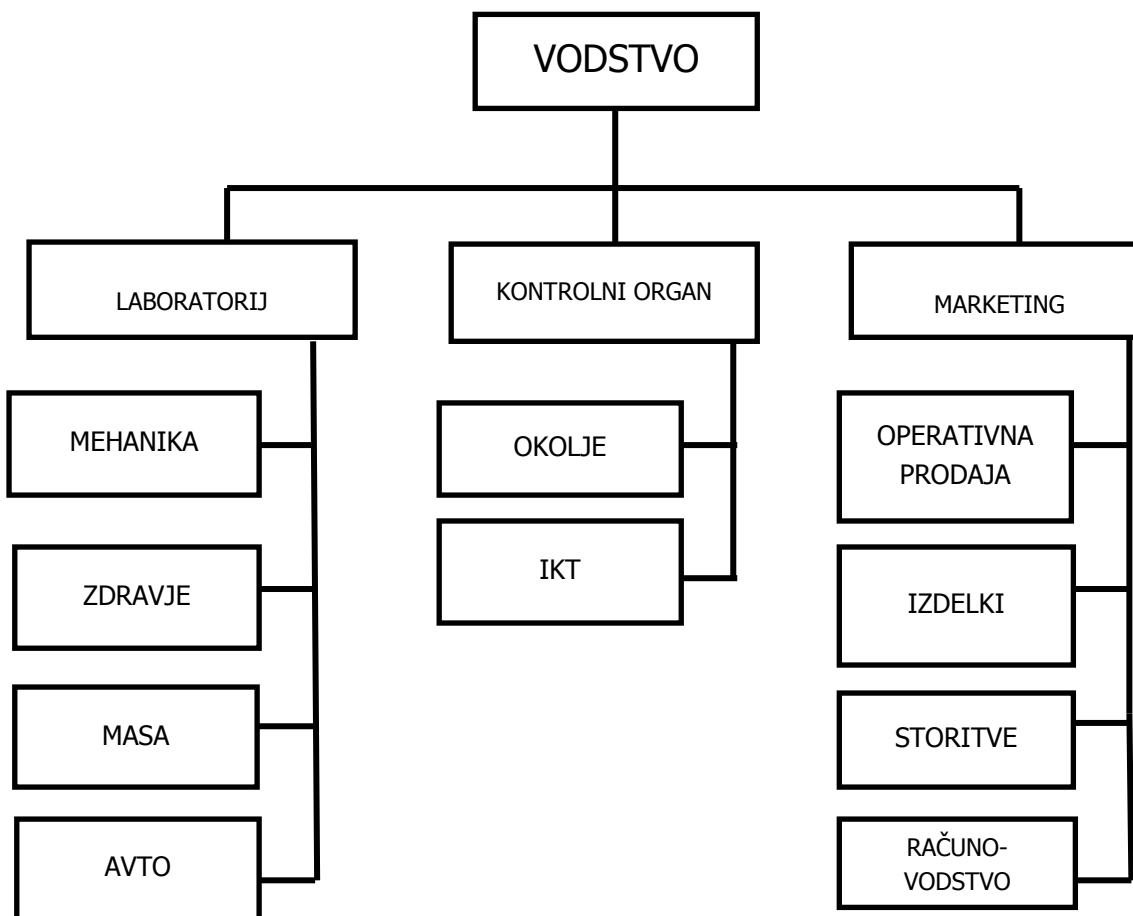 VODSTVO
LABORATORIJ
KONTROLNI ORGAN
MARKETING
MEHANIKA
ZDRAVJE
MASA
AVTO
OKOLJE
IKT
OPERATIVNA
PRODAJA
IZDELKI
STORITVE
RAČUNO-
VODSTVO